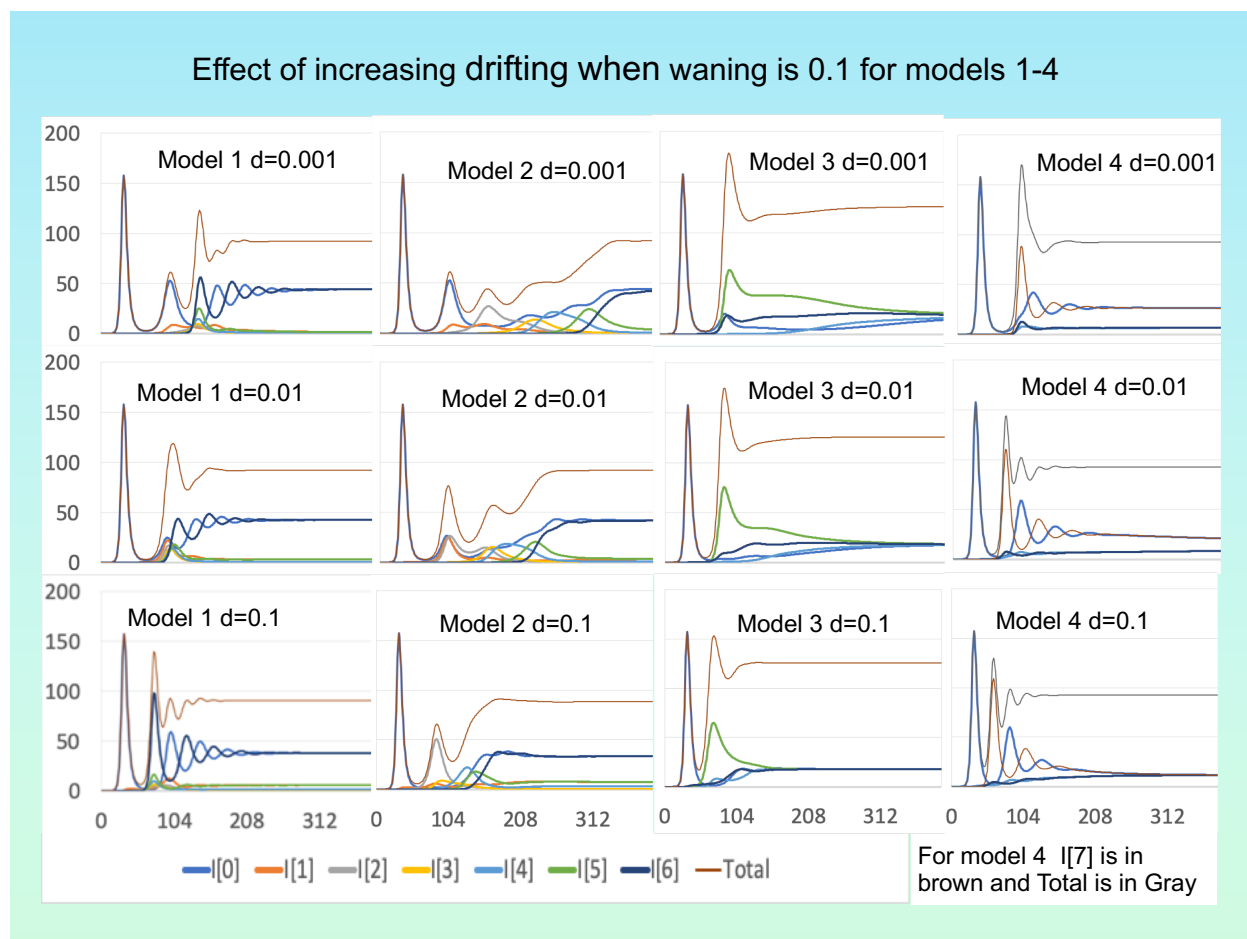 Effect of increasing drifting when waning is 0.1 for models 1-4
200
150
100
50
0
Model 1 d=0.001
Model 2 d=0.001
Model 3 d=0.001
Model 4 d=0.001
200
150
100
50
0
Model 1 d=0.01
Model 2 d=0.01
Model 3 d=0.01
Model 4 d=0.01
200
150
100
50
0
Model 1 d=0.1
Model 2 d=0.1
Model 3 d=0.1
Model 4 d=0.1
0 104 208 312
0 104 208 312
0 104 208 312
0 104 208 312
I[0] I[1] I[2] I[3] I[4] I[5] I[6] Total
For model 4 I[7] is in
brown and Total is in Gray